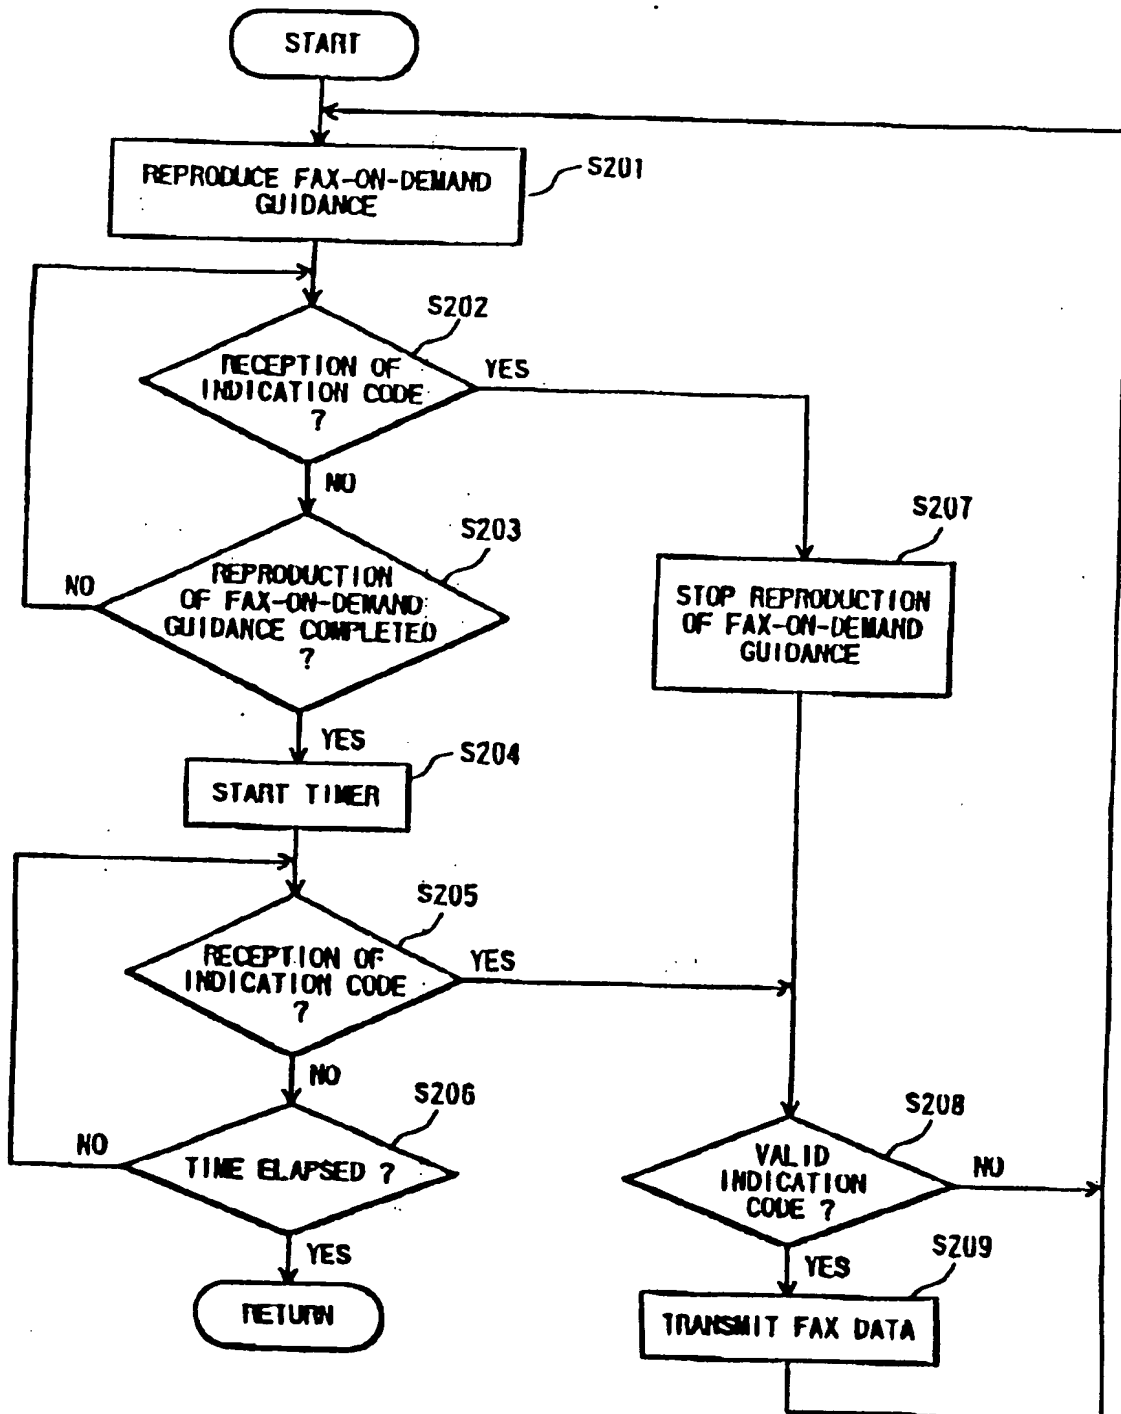 START
REPRODUCE FAX-ON-DEMAND
GUIDANCE
S201
S202
RECEPTION OF
INDICATION CODE
?
YES
NO
S203
REPRODUCTION
OF FAX-ON-DEMAND
GUIDANCE COMPLETED
?
NO
YES
S207
STOP REPRODUCTION
OF FAX-ON-DEMAND
GUIDANCE
S204
START TIMER
S205
RECEPTION OF
INDICATION CODE
?
YES
NO
S206
TIME ELAPSED ?
NO
YES
RETURN
S208
VALID
INDICATION
CODE ?
NO
YES
S209
TRANSMIT FAX DATA